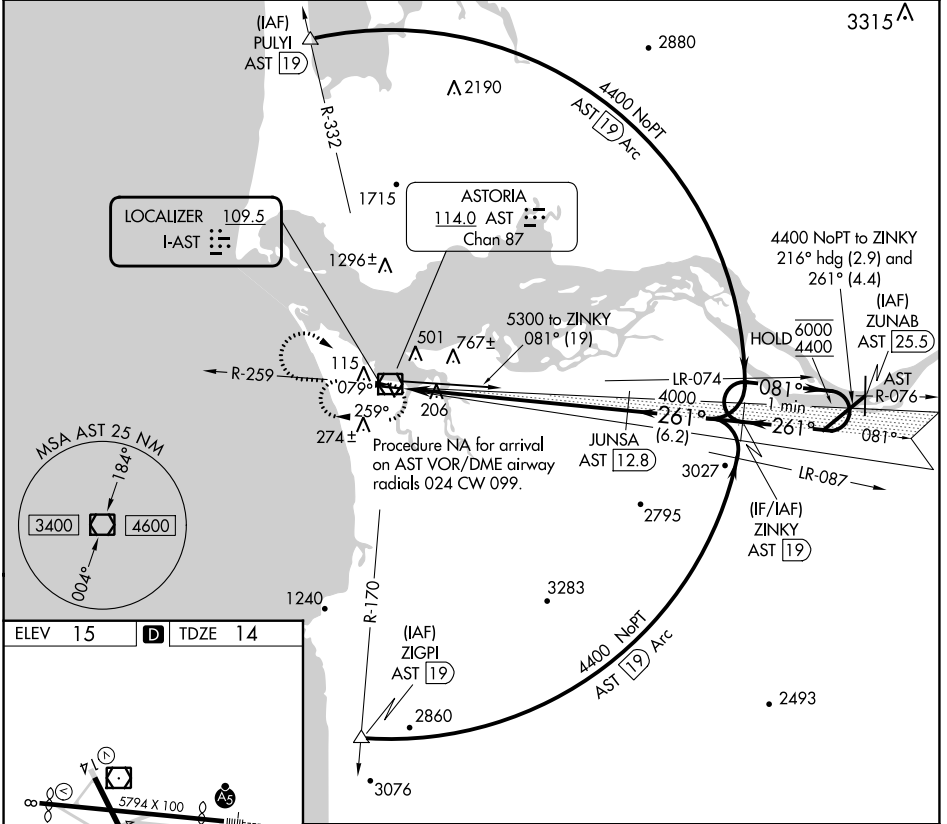 (IAF)
PULYI
AST 19
3315
2880
2190
4400 NoPT
AST 19 Arc
R-332
1715
LOCALIZER 109.5
I-AST
ASTORIA
114.0 AST
Chan 87
1296±
4400 NoPT to ZINKY
216° hdg (2.9) and
261° (4.4)
(IAF)
ZUNAB
AST 25.5
5300 to ZINKY
081° (19)
HOLD 6000
4400
501
767±
115
R-259
079°
259°
206
274±
LR-074
4000
081°
1 min
AST
R-076
261°
(6.2)
261°
081°
JUNSA
AST 12.8
Procedure NA for arrival
on AST VOR/DME airway
radials 024 CW 099.
3027
LR-087
MSA AST 25 NM
184°
3400
4600
004°
2795
(IF/IAF)
ZINKY
AST 19
3283
1240
R-170
(IAF)
ZIGPI
AST 19
4400 NoPT
AST 19 Arc
2493
2860
3076
ELEV 15 D TDZE 14
14
V
V
8
5794 X 100
A5